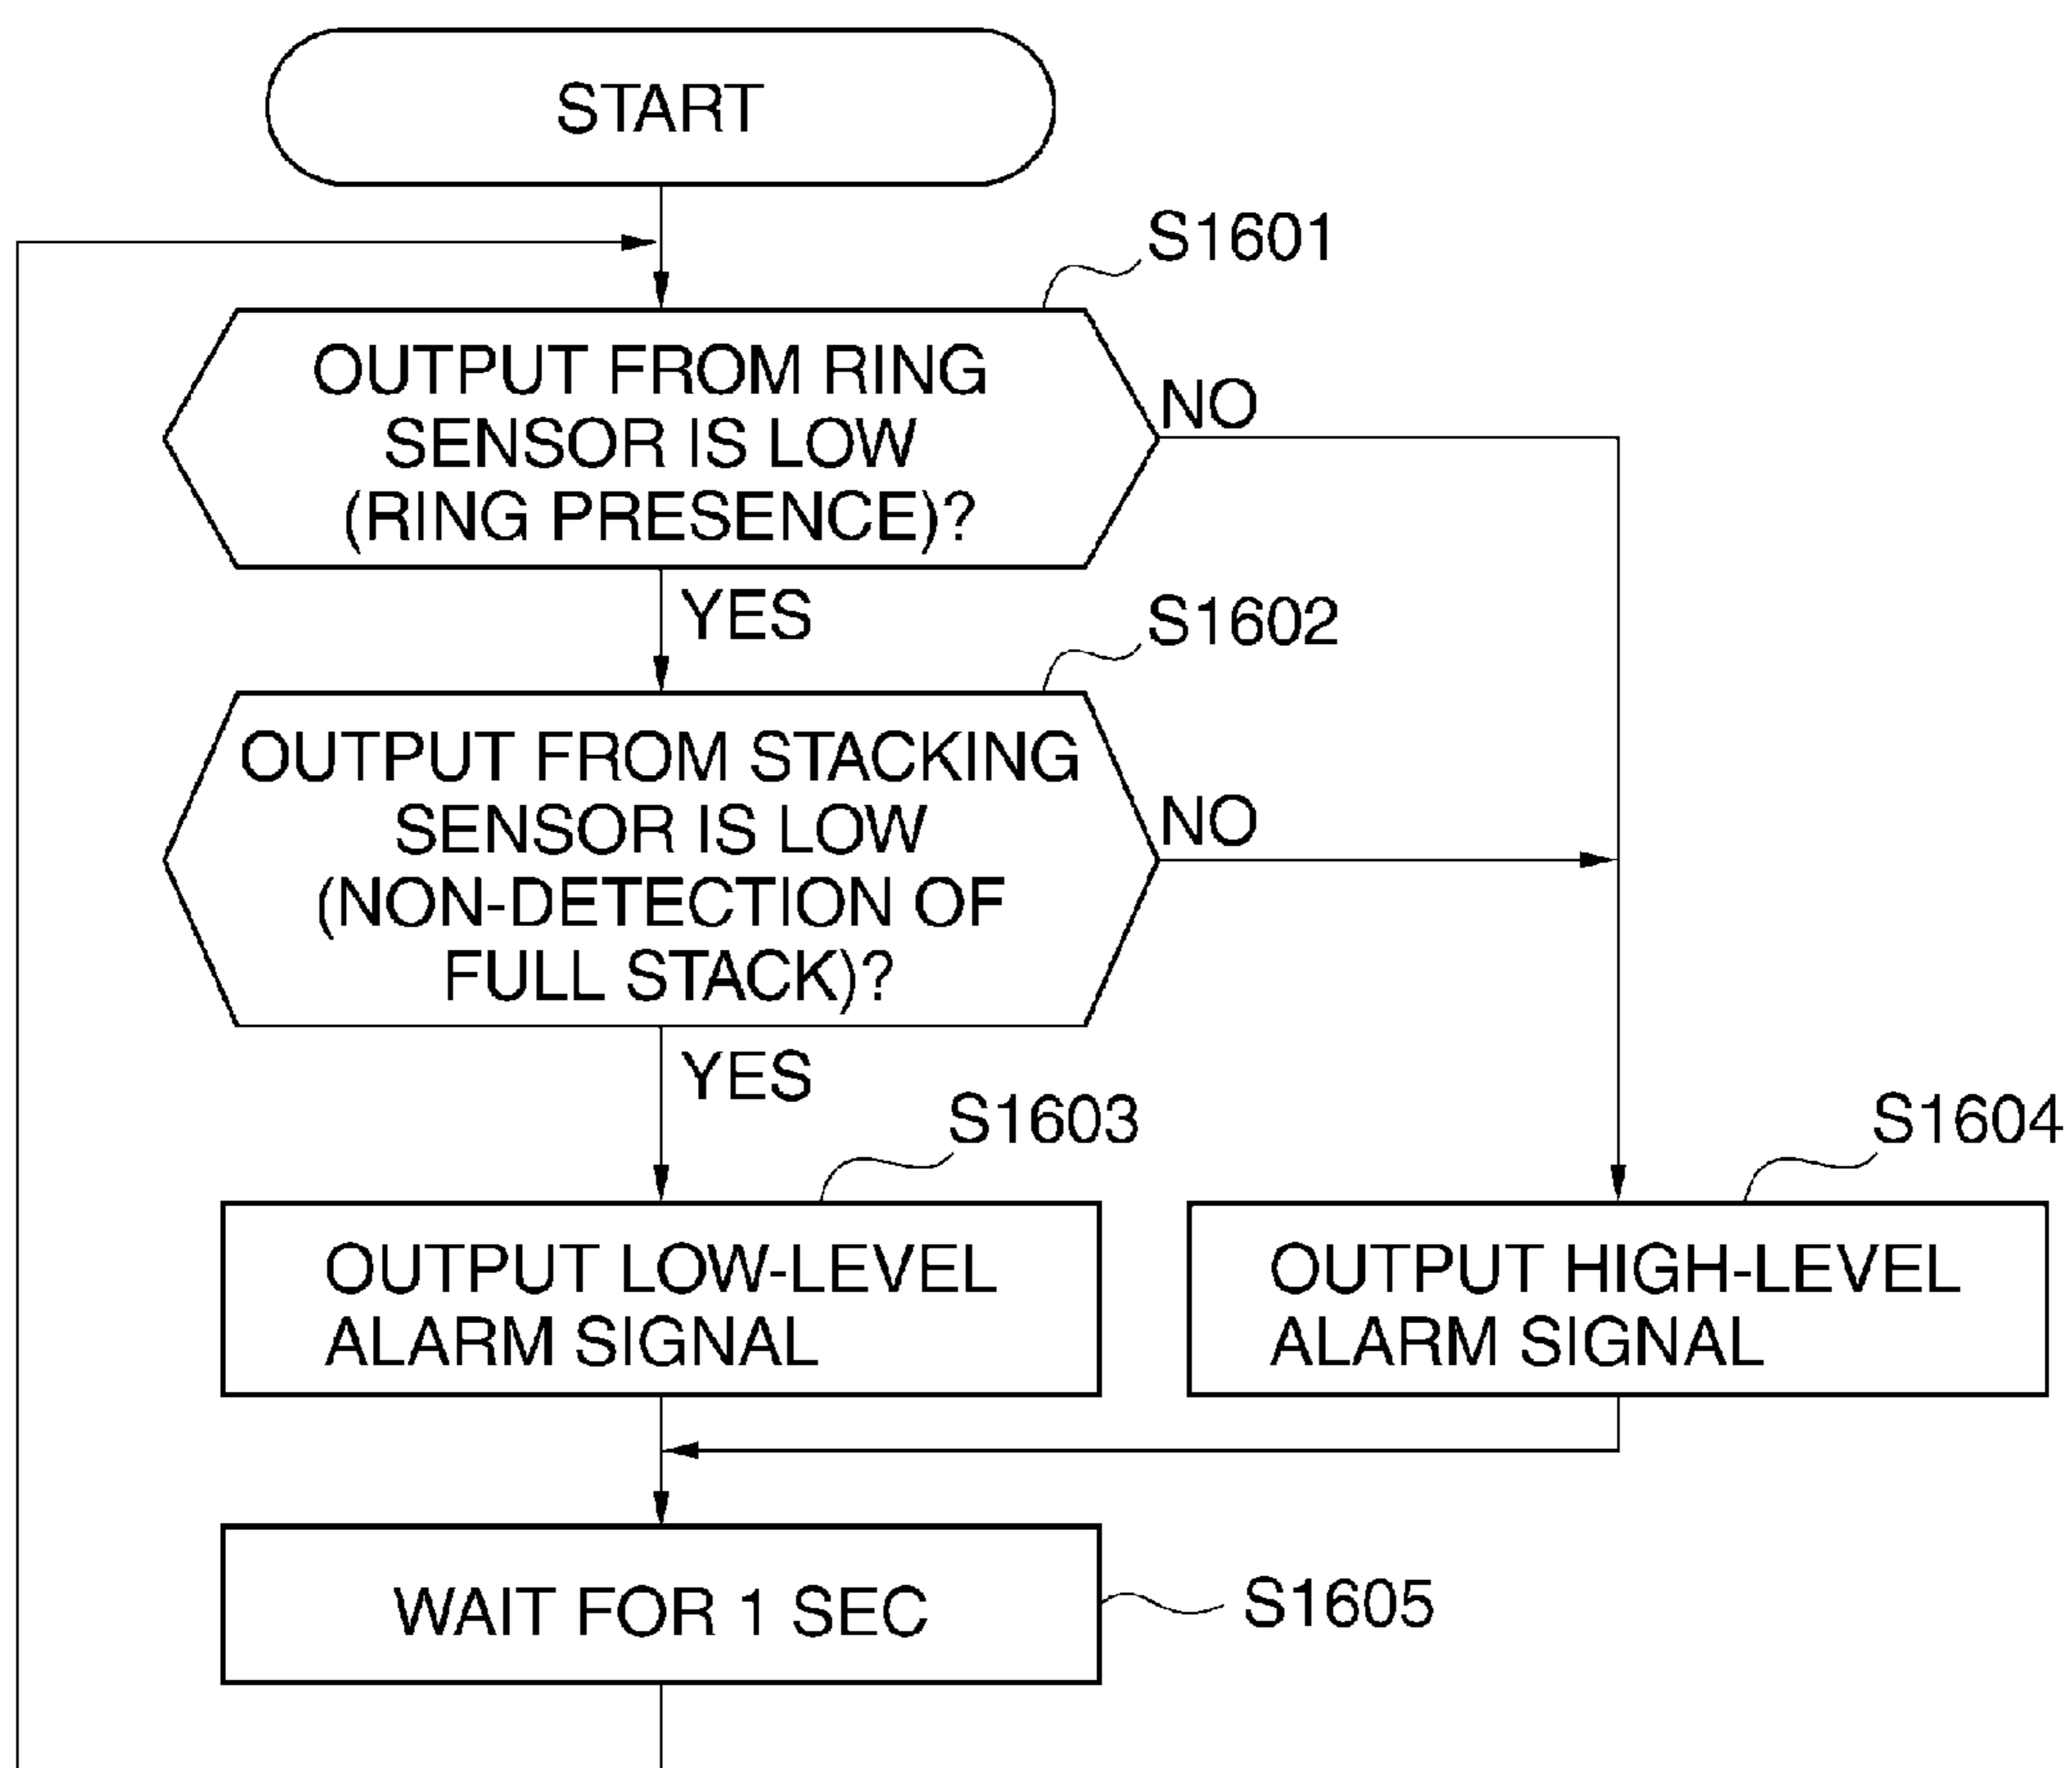 START
S1601
OUTPUT FROM RING
SENSOR IS LOW
(RING PRESENCE)?
NO
YES
S1602
OUTPUT FROM STACKING
SENSOR IS LOW
(NON-DETECTION OF
FULL STACK)?
NO
YES
S1603
S1604
OUTPUT LOW-LEVEL
ALARM SIGNAL
OUTPUT HIGH-LEVEL
ALARM SIGNAL
WAIT FOR 1 SEC
S1605